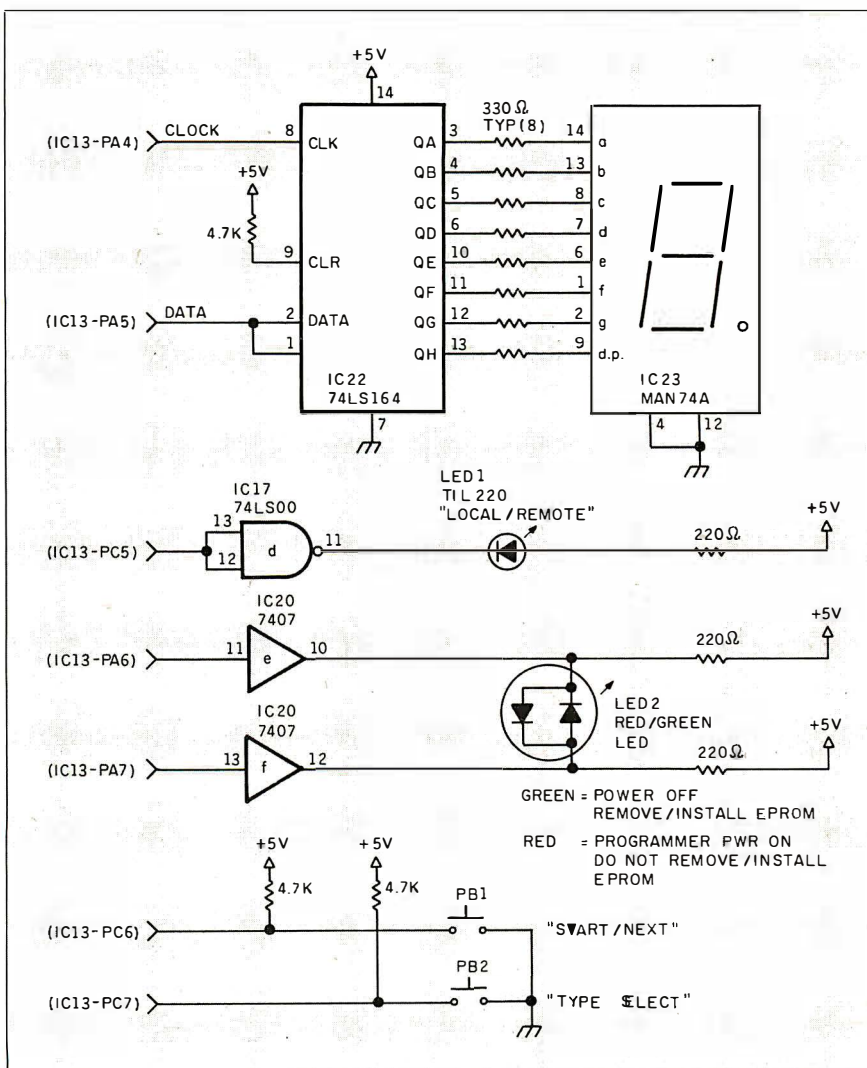 +5V
14
(IC13-PA4) CLOCK 8 CLK
330Ω
TYP(8)
QA 3 14 a
QB 4 13 b
QC 5 8 c
QD 6 7 d
QE 10 6 e
QF 11 1 f
QG 12 2 g
QH 13 9 d.p.
+5V
4.7K
9 CLR
(IC13-PA5) DATA 2 DATA
1
IC22
74LS164
7
IC23
MAN74A
4 12
IC17
74LS00
(IC13-PC5) 13 12 d 11
LED1
TIL220
"LOCAL/REMOTE"
220Ω
+5V
IC20
7407
(IC13-PA6) 11 e 10
220Ω
+5V
IC20
7407
(IC13-PA7) 13 f 12
LED2
RED/GREEN
LED
220Ω
+5V
GREEN = POWER OFF
REMOVE/INSTALL EPROM
RED = PROGRAMMER PWR ON
DO NOT REMOVE/INSTALL
EPROM
+5V +5V
4.7K 4.7K
(IC13-PC6) PB1 "START/NEXT"
(IC13-PC7) PB2 "TYPE SELECT"